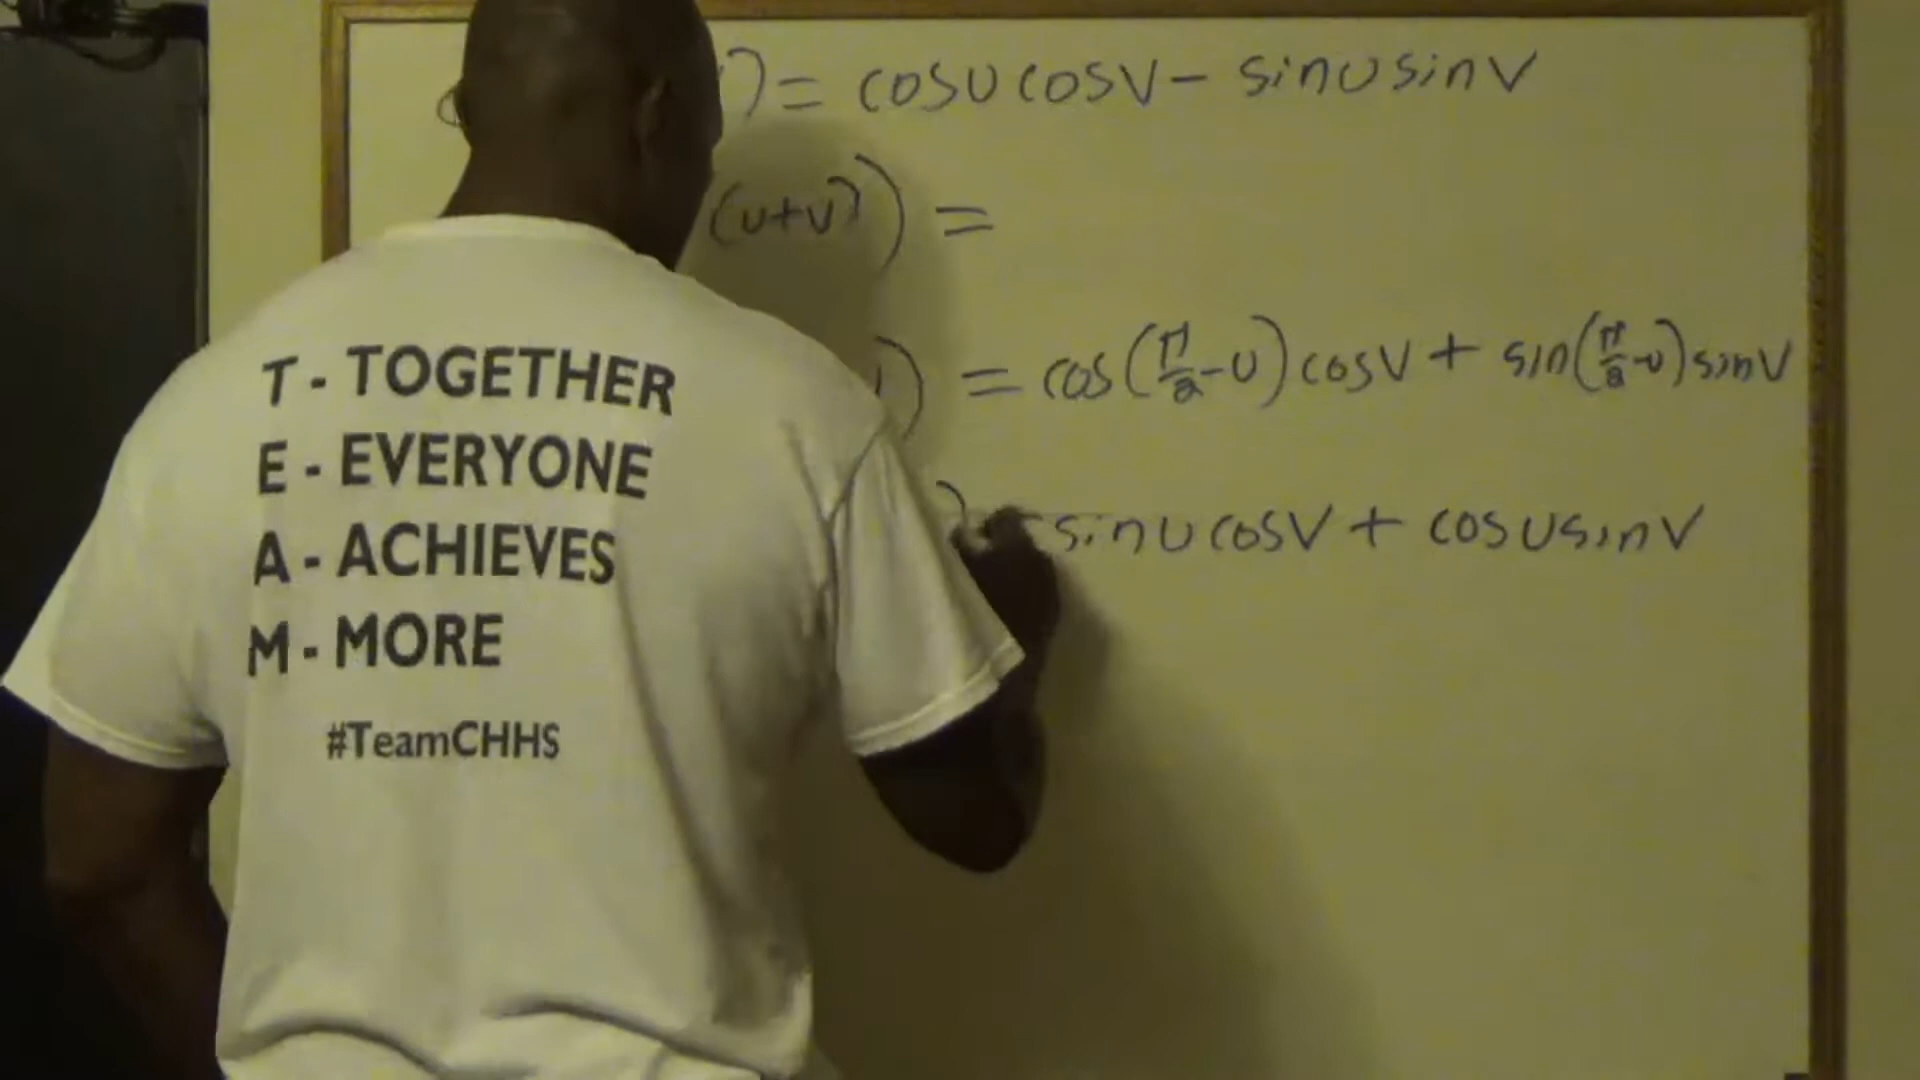 ) = cosu cosv - sinu sinv
(u+v)) =
) = cos(π/2-u) cosv + sin(π/2-u) sinv
) sinu cosv + cosu sinv
T - TOGETHER
E - EVERYONE
A - ACHIEVES
M - MORE
#TeamCHHS